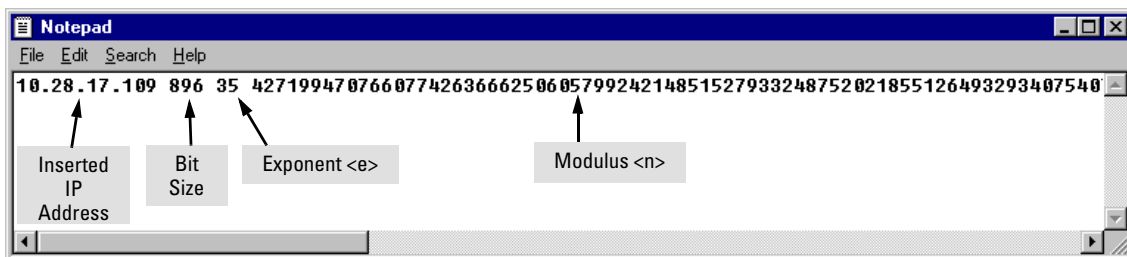 Notepad
File Edit Search Help
10.28.17.109 896 35 427199470766077426366625060579924214851527933248752021855126493293407540
Inserted
IP
Address
Bit
Size
Exponent <e>
Modulus <n>